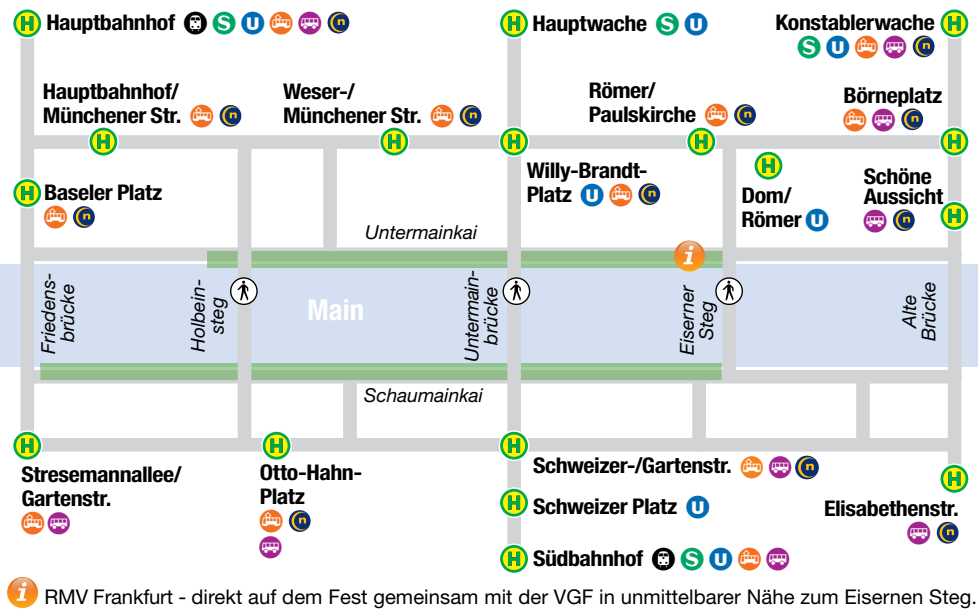 H Hauptbahnhof S U n
H Hauptwache S U
Konstablerwache H
S U n
Hauptbahnhof/
Münchener Str. n
H
Weser-/
Münchener Str. n
H
H
Römer/
Paulskirche n
H
Börneplatz
n
H
H Baseler Platz
n
Willy-Brandt-
Platz U n
H
Dom/
Römer U
Schöne
Aussicht
n H
Untermainkai
i
Friedens-
brücke
Holbein-
steg
Main
Untermain-
brücke
Eiserner
Steg
Alte
Brücke
Schaumainkai
H
Stresemannallee/
Gartenstr.
H
Otto-Hahn-
Platz
n
H Schweizer-/Gartenstr. n
H Schweizer Platz U
H
Elisabethenstr.
n
H Südbahnhof S U
i RMV Frankfurt - direkt auf dem Fest gemeinsam mit der VGF in unmittelbarer Nähe zum Eisernen Steg.